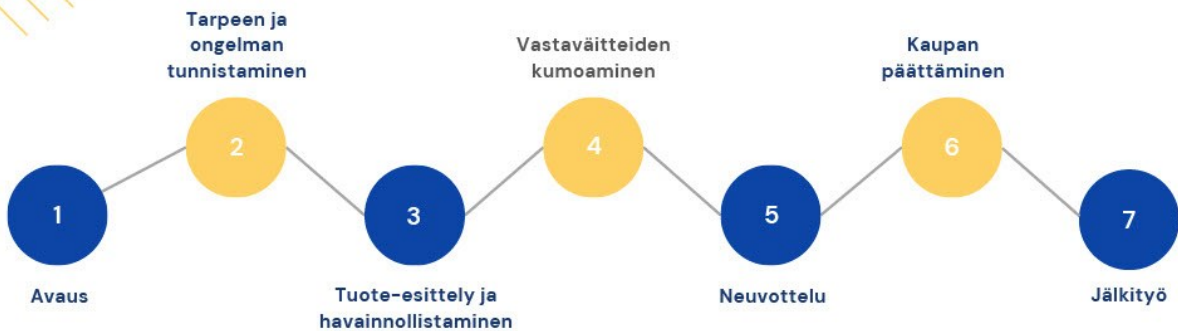 1
Avaus
Tarpeen ja
ongelman
tunnistaminen
2
3
Tuote-esittely ja
havainnollistaminen
Vastaväitteiden
kumoaminen
4
5
Neuvottelu
Kaupan
päättäminen
6
7
Jälkityö